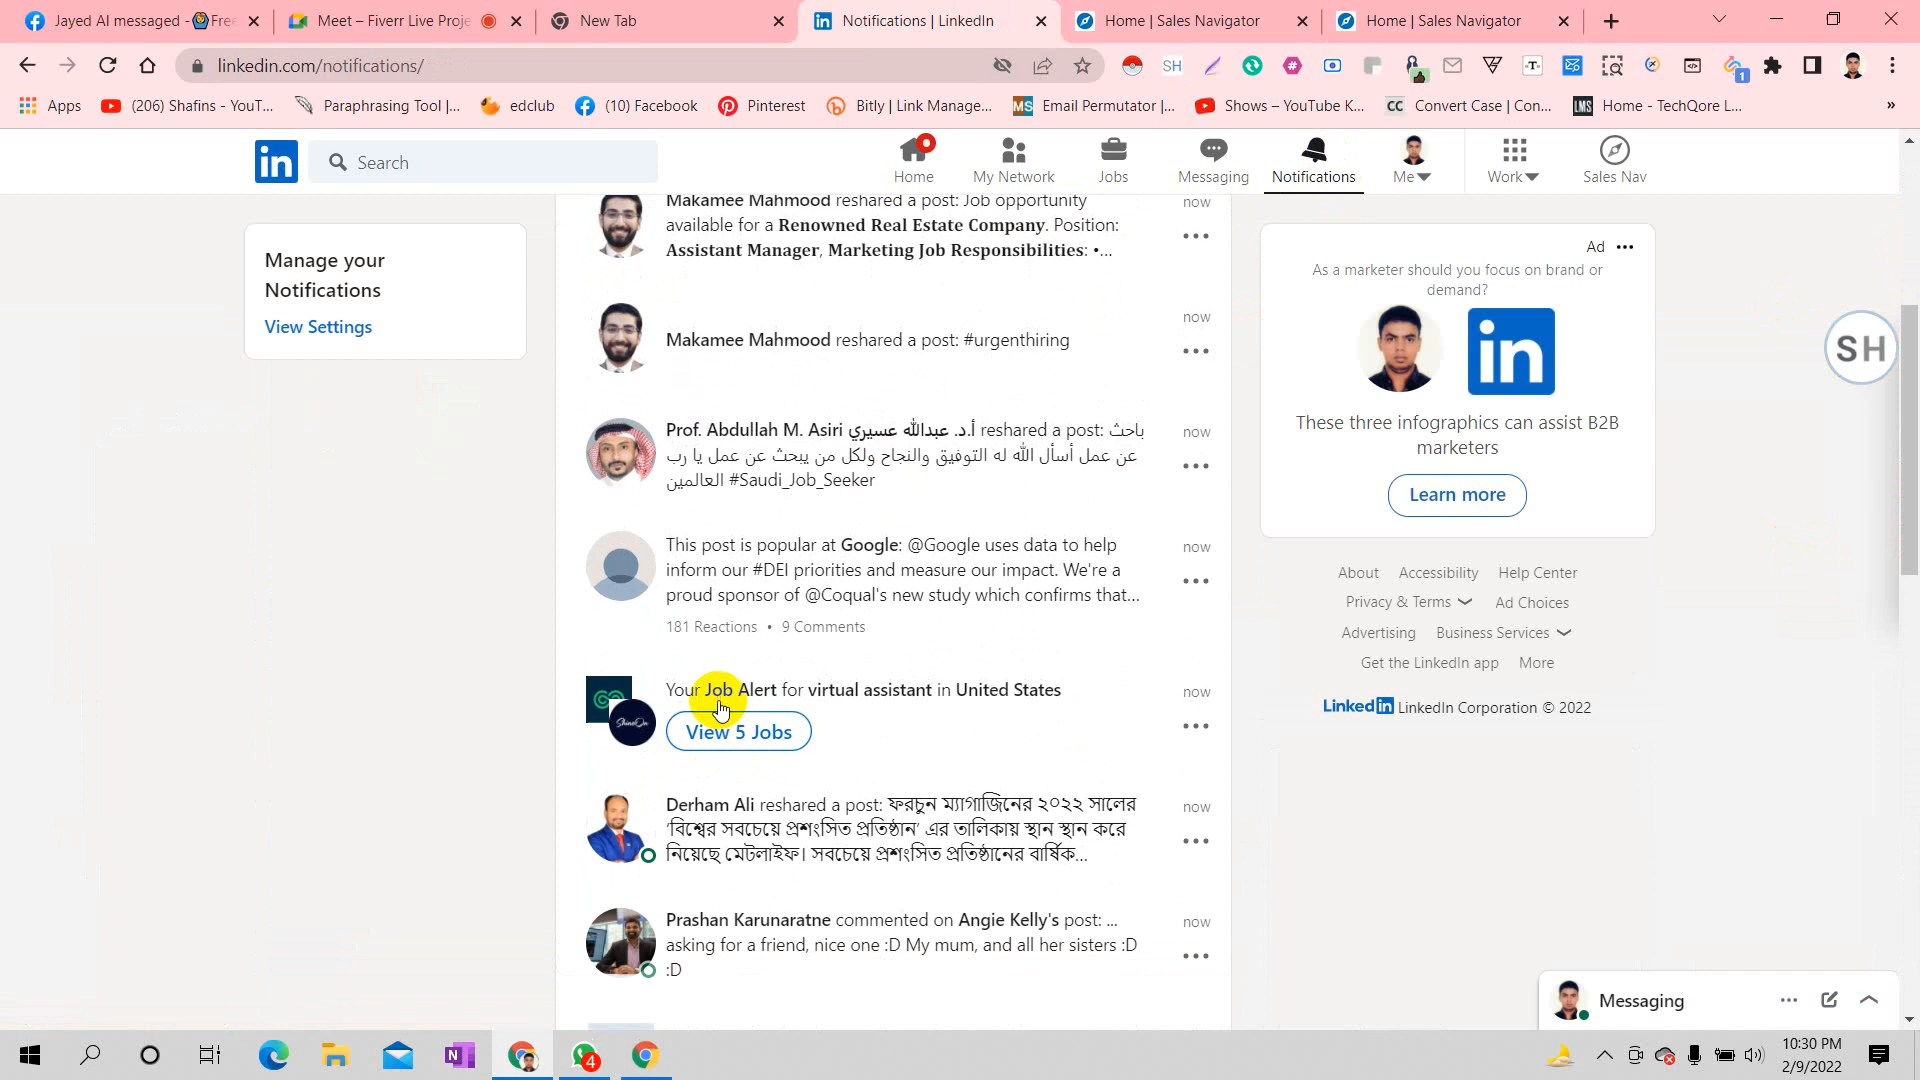 Jayed AI messaged - Free
Meet – Fiverr Live Proje
New Tab
Notifications | LinkedIn
Home | Sales Navigator
Home | Sales Navigator
linkedin.com/notifications/
SH
1
Apps
(206) Shafins - YouT...
Paraphrasing Tool |...
edclub
(10) Facebook
Pinterest
Bitly | Link Manage...
MS Email Permutator |...
Shows – YouTube K...
CC Convert Case | Con...
LMS Home - TechQore L...
in
Search
Home
My Network
Jobs
Messaging
Notifications
Me
Work
Sales Nav
Manage your
Notifications
View Settings
Makamee Mahmood reshared a post: Job opportunity
available for a Renowned Real Estate Company. Position:
Assistant Manager, Marketing Job Responsibilities: •...
now
Makamee Mahmood reshared a post: #urgenthiring
now
Prof. Abdullah M. Asiri أ.د. عبدالله عسيري reshared a post: باحث
عن عمل أسأل الله له التوفيق والنجاح ولكل من يبحث عن عمل يا رب
العالمين #Saudi_Job_Seeker
now
This post is popular at Google: @Google uses data to help
inform our #DEI priorities and measure our impact. We're a
proud sponsor of @Coqual's new study which confirms that...
181 Reactions • 9 Comments
now
Your Job Alert for virtual assistant in United States
View 5 Jobs
now
ShineOn
Derham Ali reshared a post: ফরচুন ম্যাগাজিনের ২০২২ সালের
‘বিশ্বের সবচেয়ে প্রশংসিত প্রতিষ্ঠান’ এর তালিকায় স্থান স্থান করে
নিয়েছে মেটলাইফ। সবচেয়ে প্রশংসিত প্রতিষ্ঠানের বার্ষিক...
now
Prashan Karunaratne commented on Angie Kelly's post: ...
asking for a friend, nice one :D My mum, and all her sisters :D
:D
now
Ad
As a marketer should you focus on brand or
demand?
in
These three infographics can assist B2B
marketers
Learn more
About Accessibility Help Center
Privacy & Terms Ad Choices
Advertising Business Services
Get the LinkedIn app More
LinkedIn LinkedIn Corporation © 2022
SH
Messaging
4
10:30 PM
2/9/2022